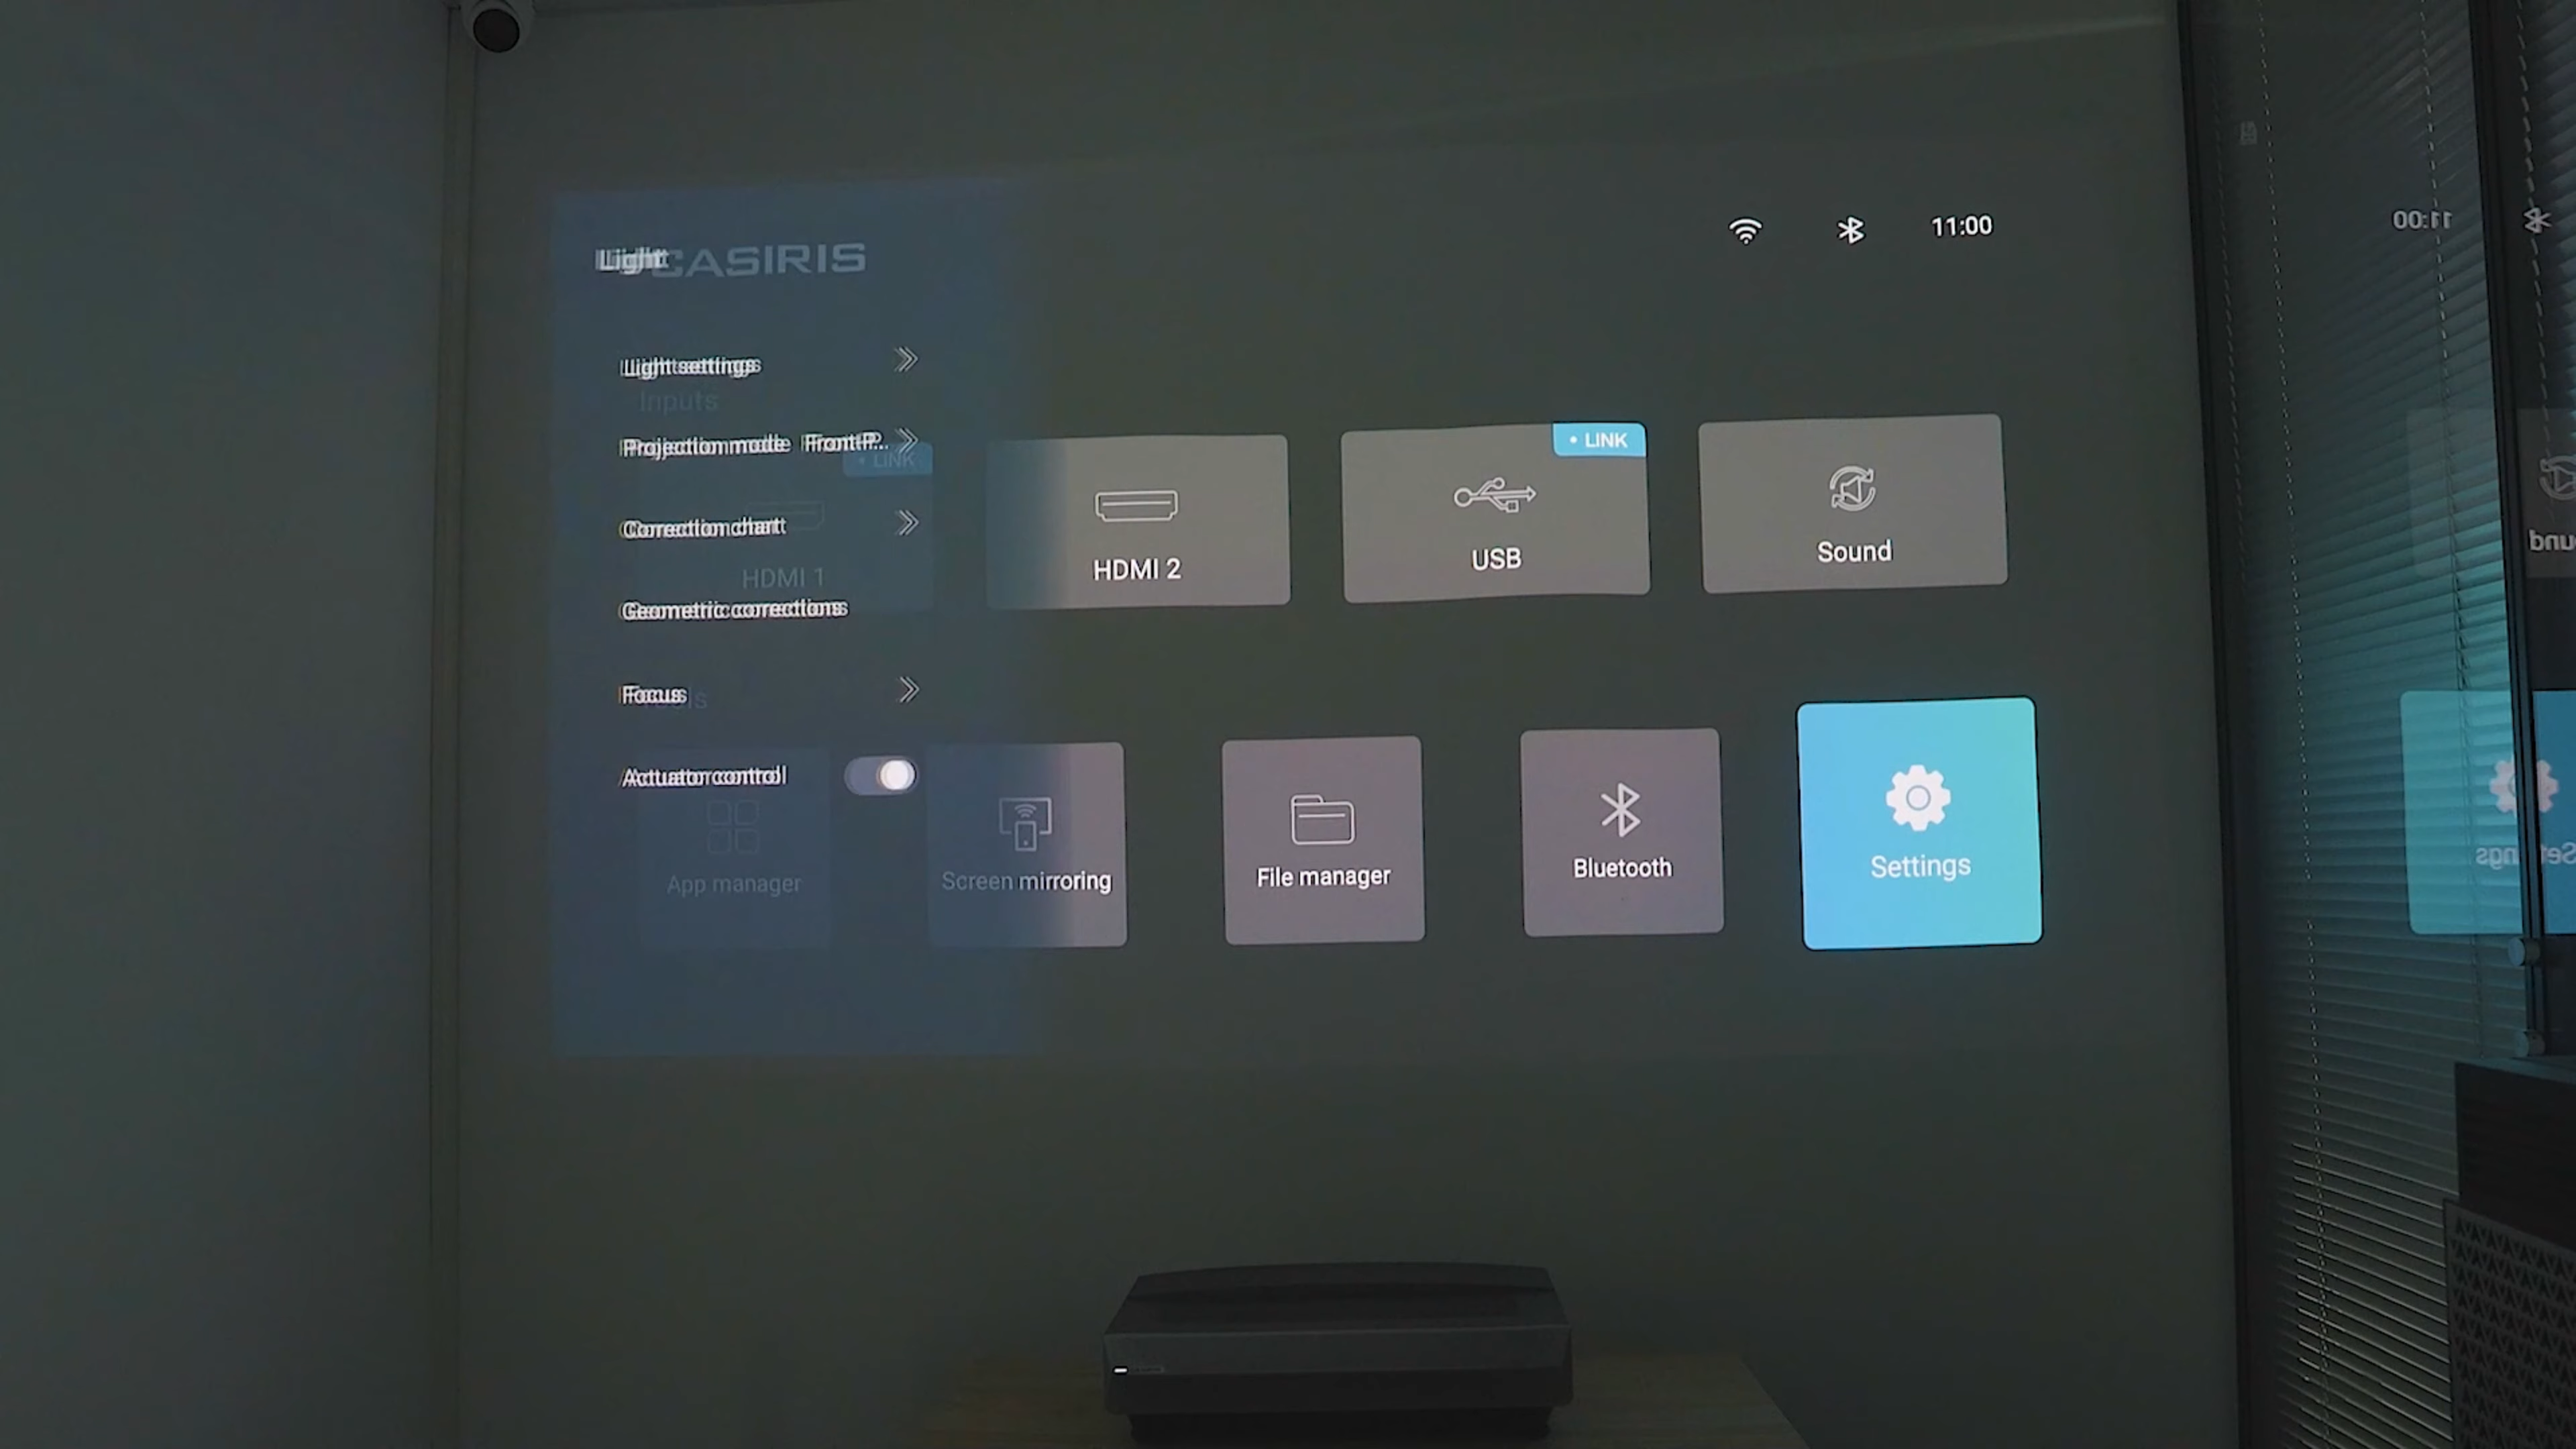 Light
CASIRIS
11:00
Light settings
Inputs
Projection mode Front-P...
• LINK
• LINK
Correction chart
HDMI 1
HDMI 2
USB
Sound
Geometric corrections
Focus
Actuator control
App manager
Screen mirroring
File manager
Bluetooth
Settings